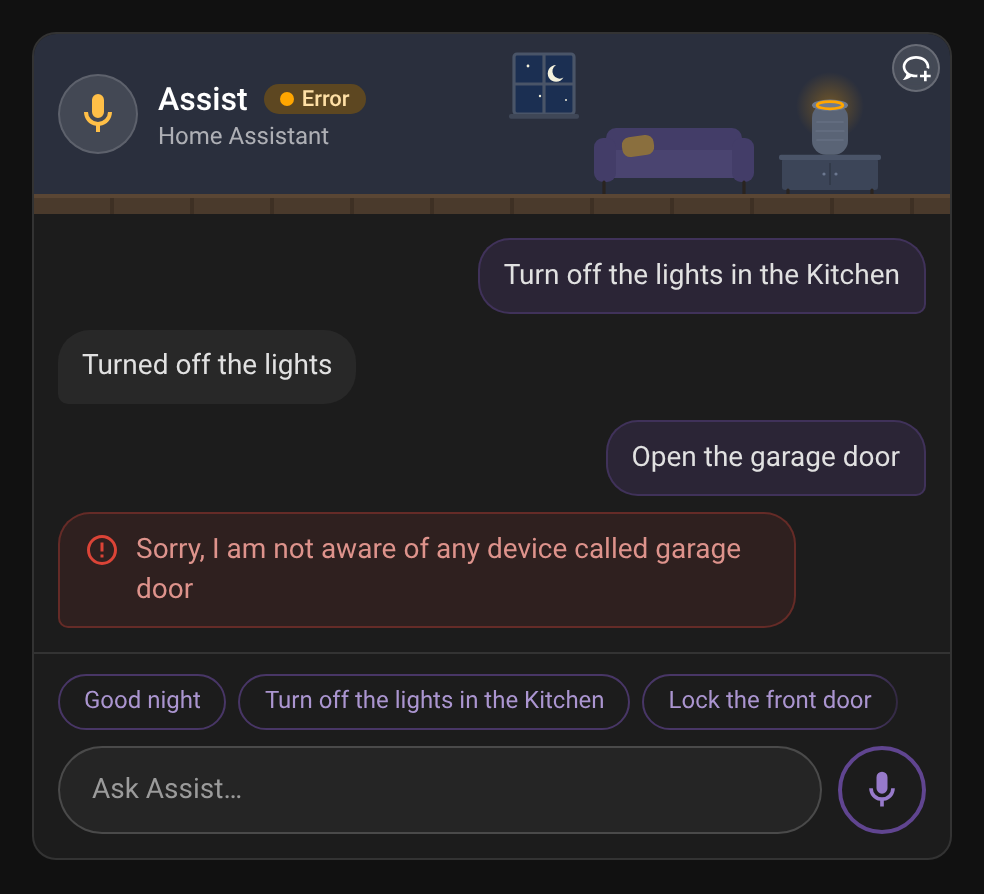 Assist
Error
Home Assistant
Turn off the lights in the Kitchen
Turned off the lights
Open the garage door
Sorry, I am not aware of any device called garage
door
Good night
Turn off the lights in the Kitchen
Lock the front door
Ask Assist…